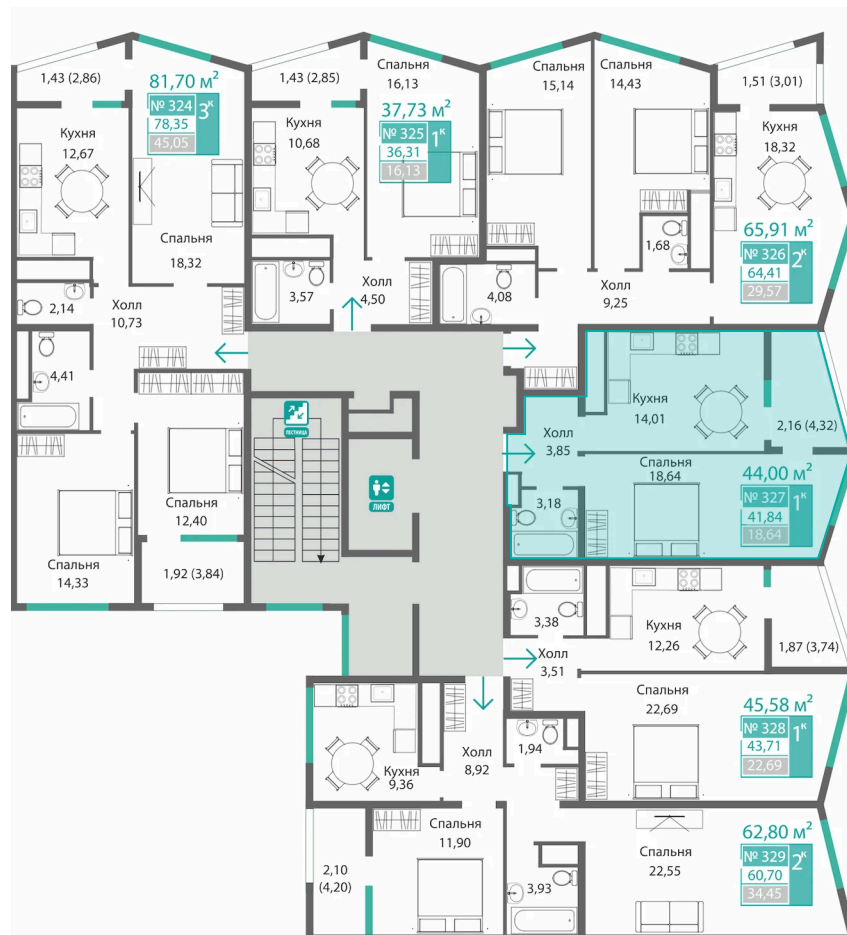 1,43 (2,86)
81,70 м²
№ 324
3к
78,35
45,05
Кухня
12,67
Спальня
18,32
2,14
Холл
10,73
4,41
Спальня
14,33
Спальня
12,40
1,92 (3,84)
1,43 (2,85)
Спальня
16,13
37,73 м²
№ 325
1к
36,31
16,13
Кухня
10,68
3,57
Холл
4,50
15,14
Спальня
14,43
1,51 (3,01)
Кухня
18,32
65,91 м²
№ 326
2к
64,41
29,57
1,68
4,08
Холл
9,25
ЛЕСТНИЦА
ЛИФТ
Кухня
14,01
2,16 (4,32)
Холл
3,85
Спальня
18,64
3,18
44,00 м²
№ 327
1к
41,84
18,64
3,38
Кухня
12,26
1,87 (3,74)
Холл
3,51
Спальня
22,69
45,58 м²
№ 328
1к
43,71
22,69
Кухня
9,36
Холл
8,92
1,94
Спальня
11,90
2,10
(4,20)
3,93
Спальня
22,55
62,80 м²
№ 329
2к
60,70
34,45